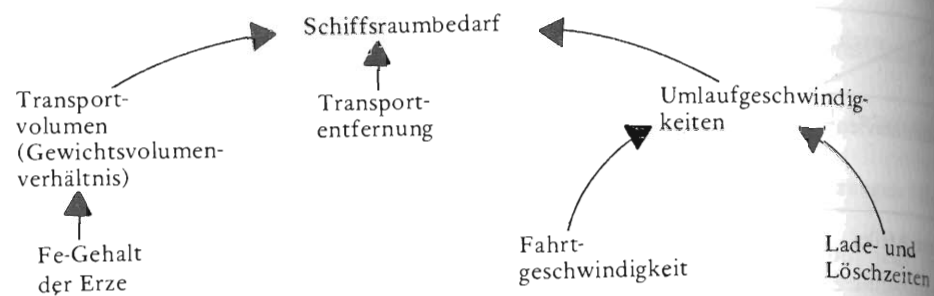 Schiffsraumbedarf
Transport-
volumen
(Gewichtsvolumen-
verhältnis)
Transport-
entfernung
Umlaufgeschwindig-
keiten
Fe-Gehalt
der Erze
Fahrt-
geschwindigkeit
Lade- und
Löschzeiten